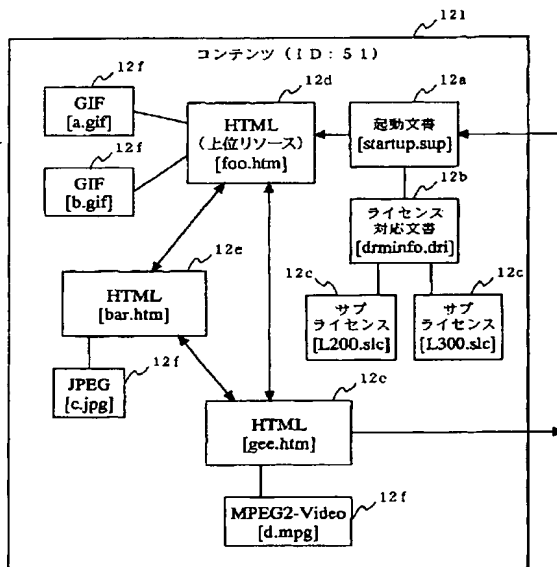 121
コンテンツ(ID:51)
12f
GIF
[a.gif]
12d
HTML
(上位リソース)
[foo.htm]
12a
起動文書
[startup.sup]
12f
GIF
[b.gif]
12b
ライセンス
対応文書
[drminfo.dri]
12e
HTML
[bar.htm]
12c
サブ
ライセンス
[L200.slc]
12c
サブ
ライセンス
[L300.slc]
12f
JPEG
[c.jpg]
12e
HTML
[gee.htm]
12f
MPEG2-Video
[d.mpg]